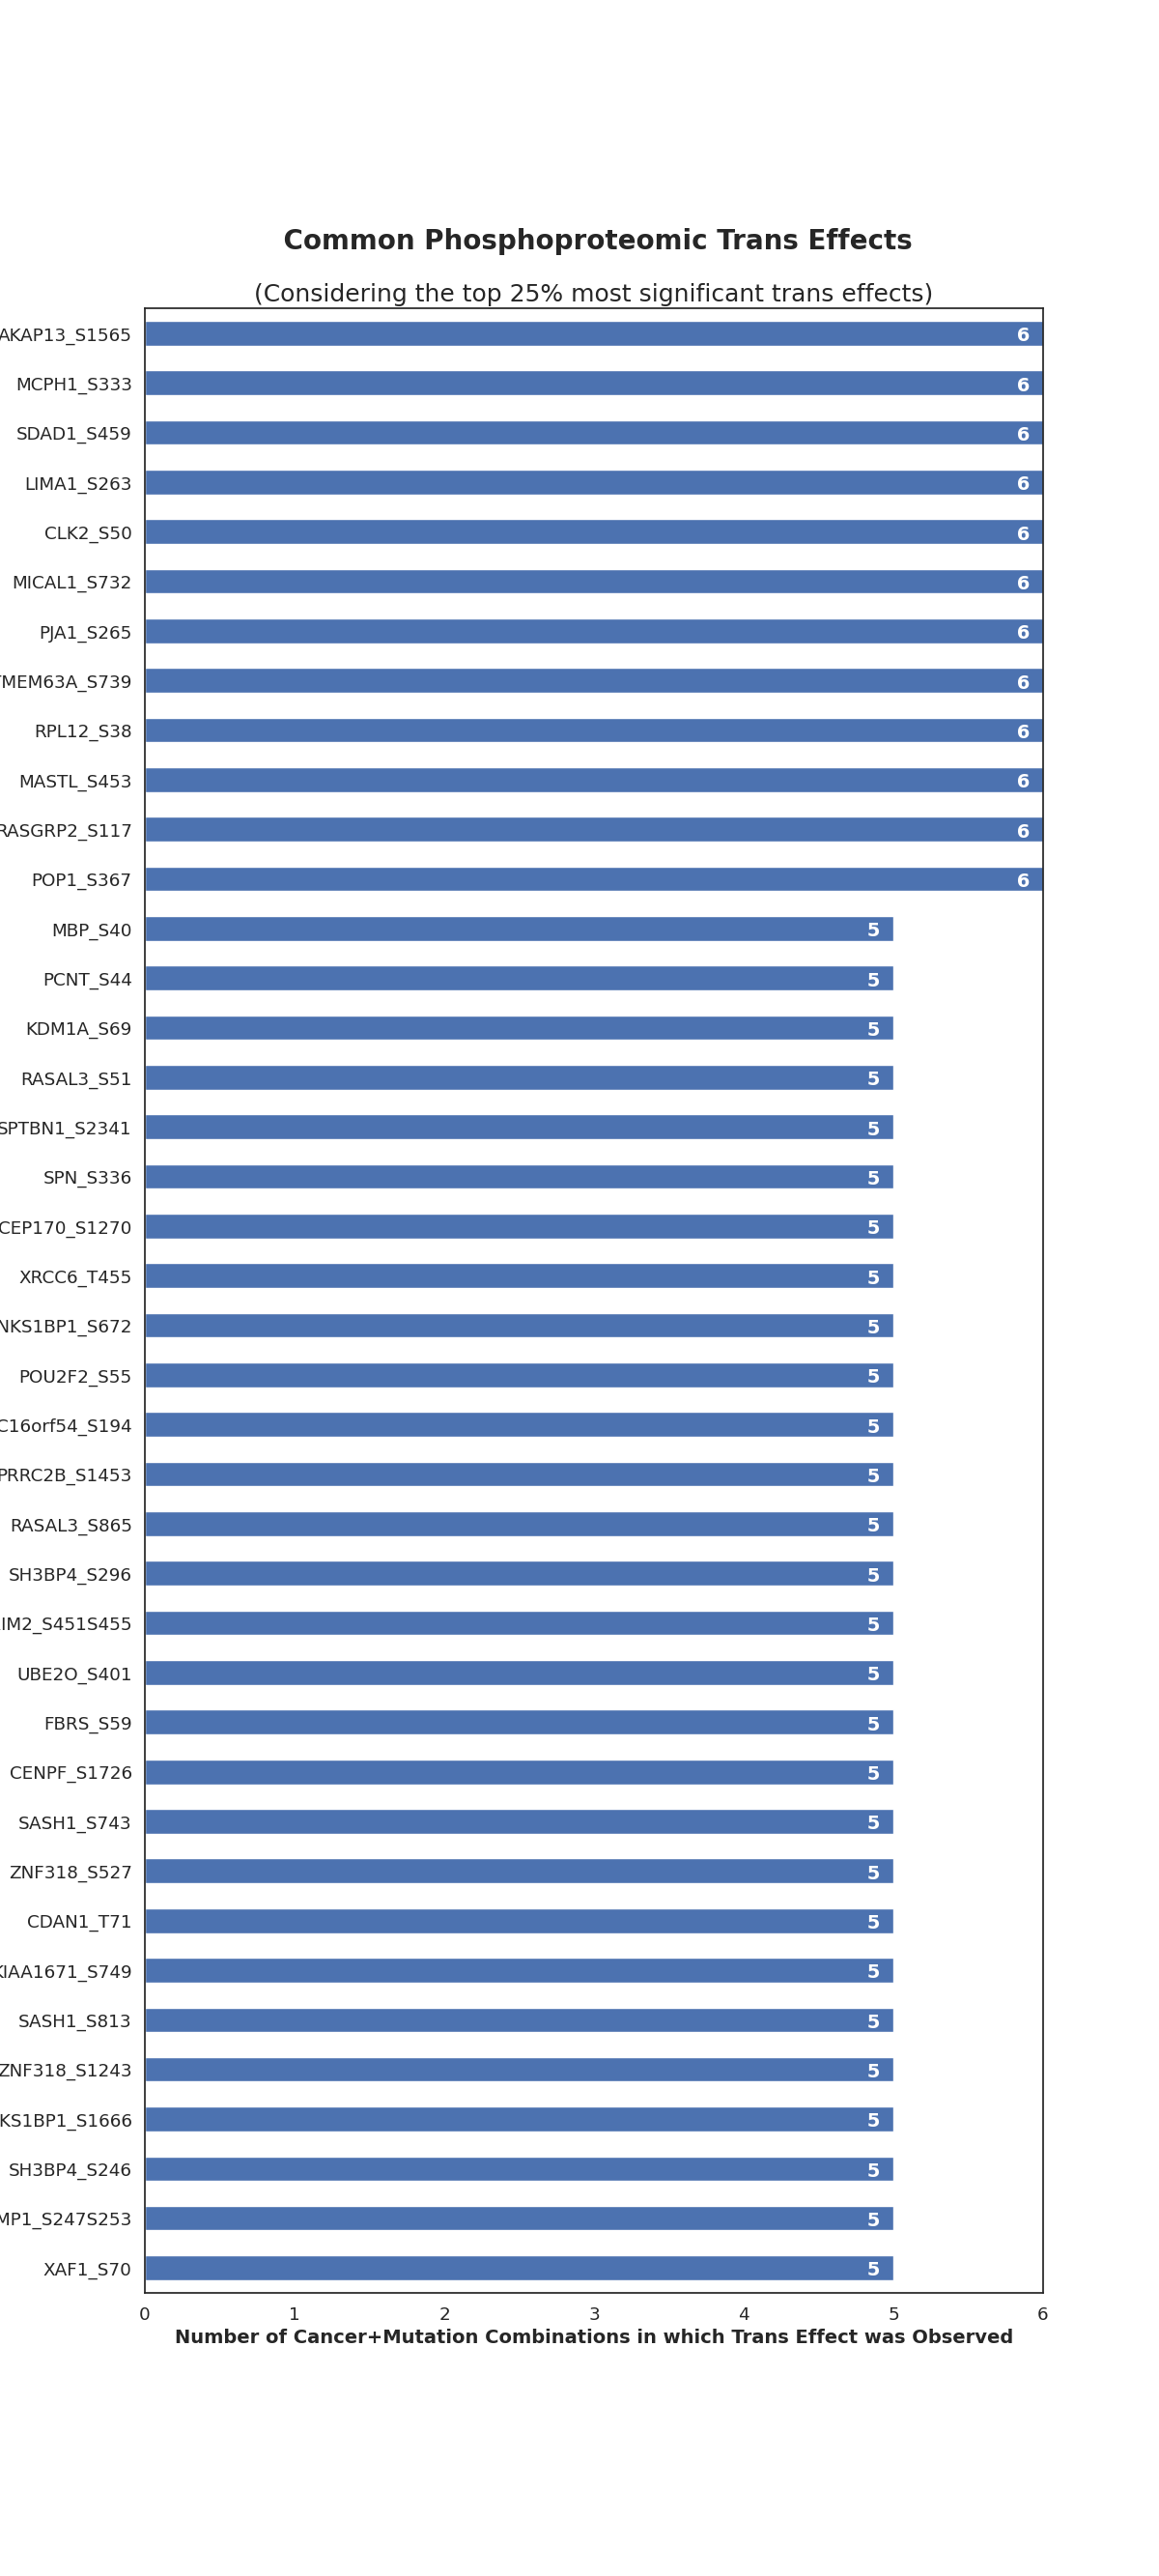 Common Phosphoproteomic Trans Effects
(Considering the top 25% most significant trans effects)
AKAP13_S1565 6
MCPH1_S333 6
SDAD1_S459 6
LIMA1_S263 6
CLK2_S50 6
MICAL1_S732 6
PJA1_S265 6
TMEM63A_S739 6
RPL12_S38 6
MASTL_S453 6
RASGRP2_S117 6
POP1_S367 6
MBP_S40 5
PCNT_S44 5
KDM1A_S69 5
RASAL3_S51 5
SPTBN1_S2341 5
SPN_S336 5
CEP170_S1270 5
XRCC6_T455 5
NKS1BP1_S672 5
POU2F2_S55 5
C16orf54_S194 5
PRRC2B_S1453 5
RASAL3_S865 5
SH3BP4_S296 5
IM2_S451S455 5
UBE2O_S401 5
FBRS_S59 5
CENPF_S1726 5
SASH1_S743 5
ZNF318_S527 5
CDAN1_T71 5
KIAA1671_S749 5
SASH1_S813 5
ZNF318_S1243 5
KS1BP1_S1666 5
SH3BP4_S246 5
MP1_S247S253 5
XAF1_S70 5
0 1 2 3 4 5 6
Number of Cancer+Mutation Combinations in which Trans Effect was Observed